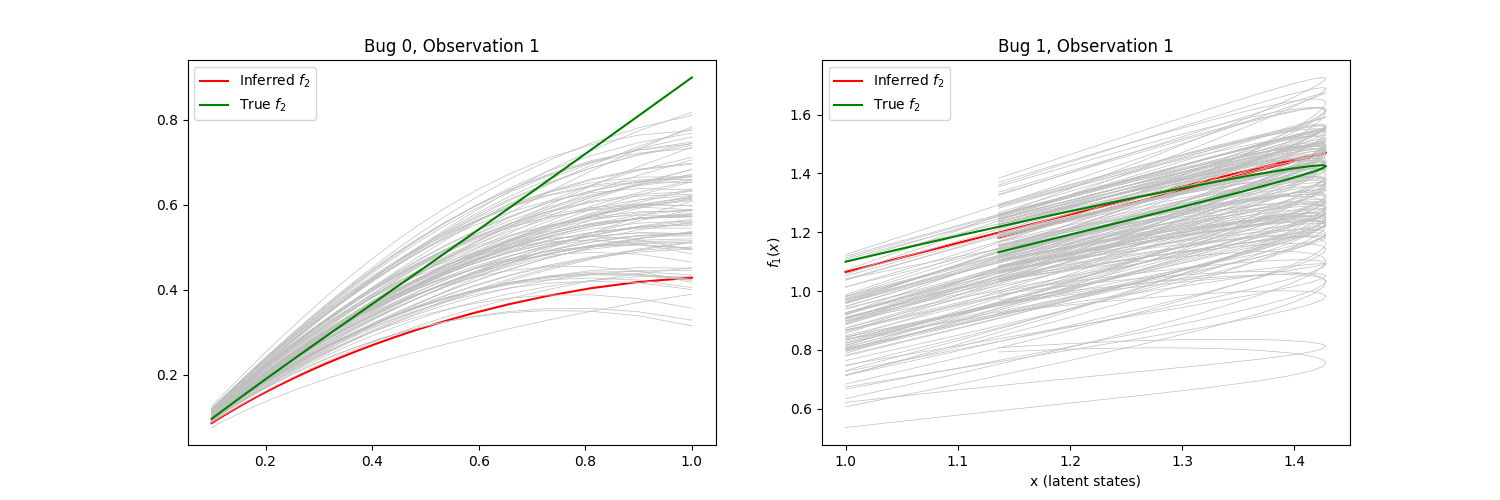 Bug 0, Observation 1
Inferred f₂
True f₂
0.8
0.6
0.4
0.2
0.2 0.4 0.6 0.8 1.0
Bug 1, Observation 1
Inferred f₂
True f₂
f₁(x)
1.6
1.4
1.2
1.0
0.8
0.6
1.0 1.1 1.2 1.3 1.4
x (latent states)